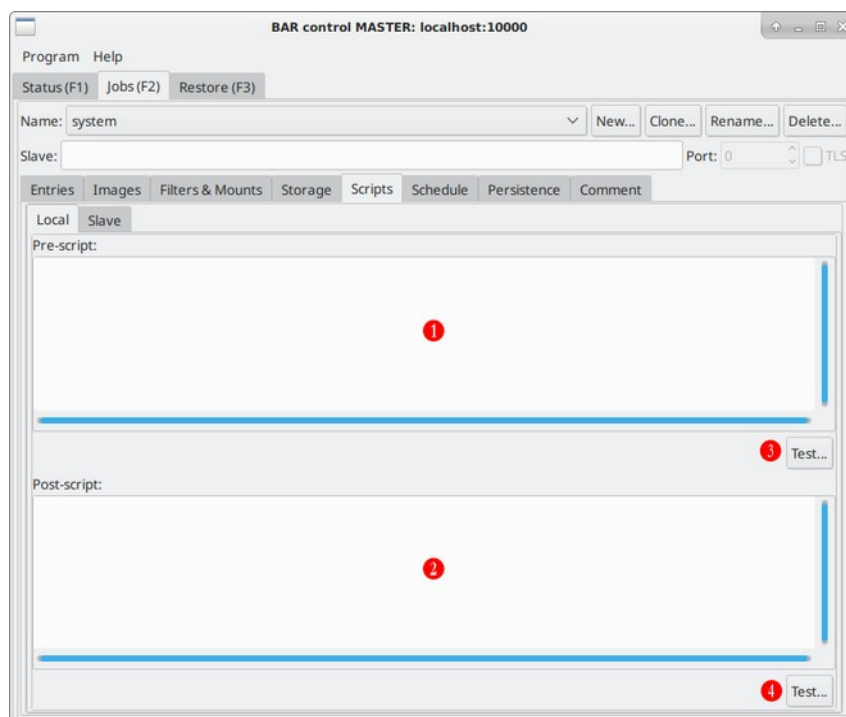 BAR control MASTER: localhost:10000
Program Help
Status (F1) Jobs (F2) Restore (F3)
Name: system New... Clone... Rename... Delete...
Slave: Port: 0 TLS
Entries Images Filters & Mounts Storage Scripts Schedule Persistence Comment
Local Slave
Pre-script:
1
3 Test...
Post-script:
2
4 Test...